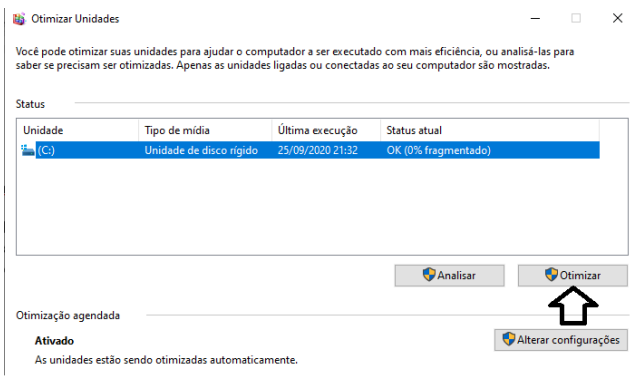 Otimizar Unidades
Você pode otimizar suas unidades para ajudar o computador a ser executado com mais eficiência, ou analisá-las para
saber se precisam ser otimizadas. Apenas as unidades ligadas ou conectadas ao seu computador são mostradas.
Status
Unidade Tipo de mídia Última execução Status atual
(C:) Unidade de disco rígido 25/09/2020 21:32 OK (0% fragmentado)
Analisar Otimizar
Otimização agendada
Ativado Alterar configurações
As unidades estão sendo otimizadas automaticamente.